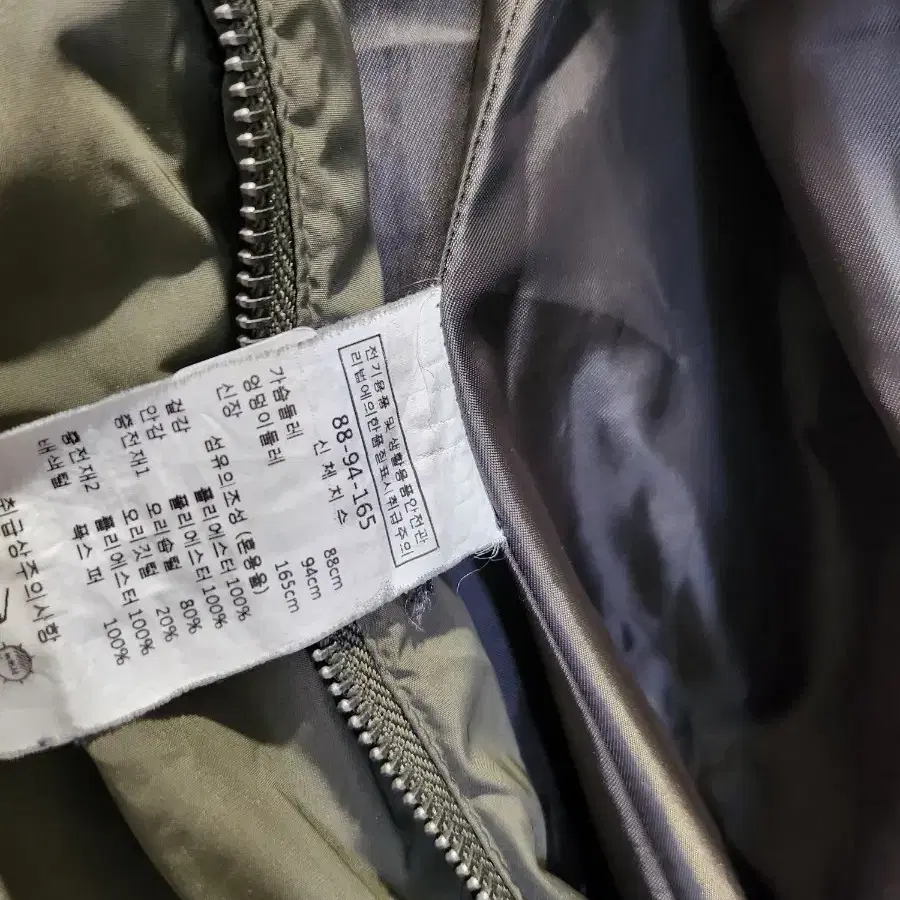 전기용품 및 생활용품안전관
리법에의한품질표시취급주의
88-94-165
신 체 치 수
가슴둘레 88cm
엉덩이둘레 94cm
신장 165cm
섬유의조성 (혼용율)
겉감 폴리에스터 100%
안감 폴리에스터 100%
충전재1 오리솜털 80%
오리깃털 20%
충전재2 폴리에스터 100%
배색털 폭스퍼 100%
취급상주의사항